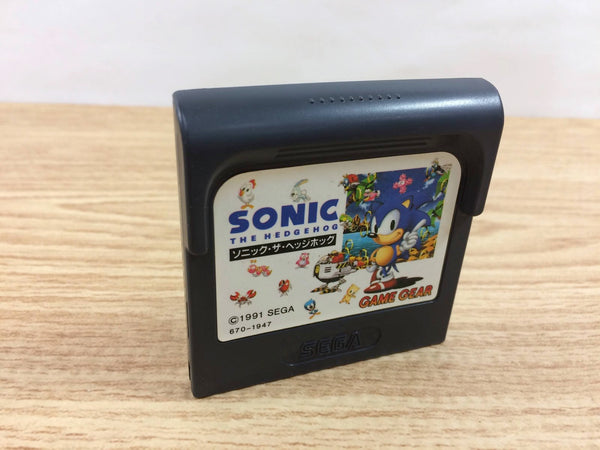 SONIC
THE HEDGEHOG
ソニック・ザ・ヘッジホッグ
GAME GEAR
©1991 SEGA
670-1947
SEGA